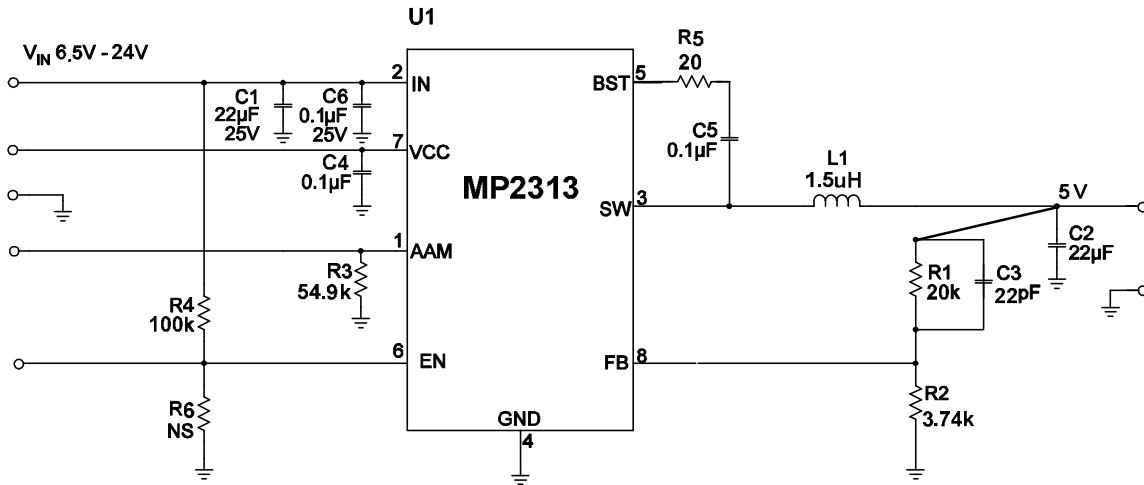 U1
V_IN 6.5V - 24V
2
IN
C1
22µF
25V
C6
0.1µF
25V
7
VCC
C4
0.1µF
1
AAM
R3
54.9k
R4
100k
6
EN
R6
NS
MP2313
GND
4
BST
5
R5
20
C5
0.1µF
SW
3
L1
1.5uH
5V
C2
22µF
R1
20k
C3
22pF
FB
8
R2
3.74k